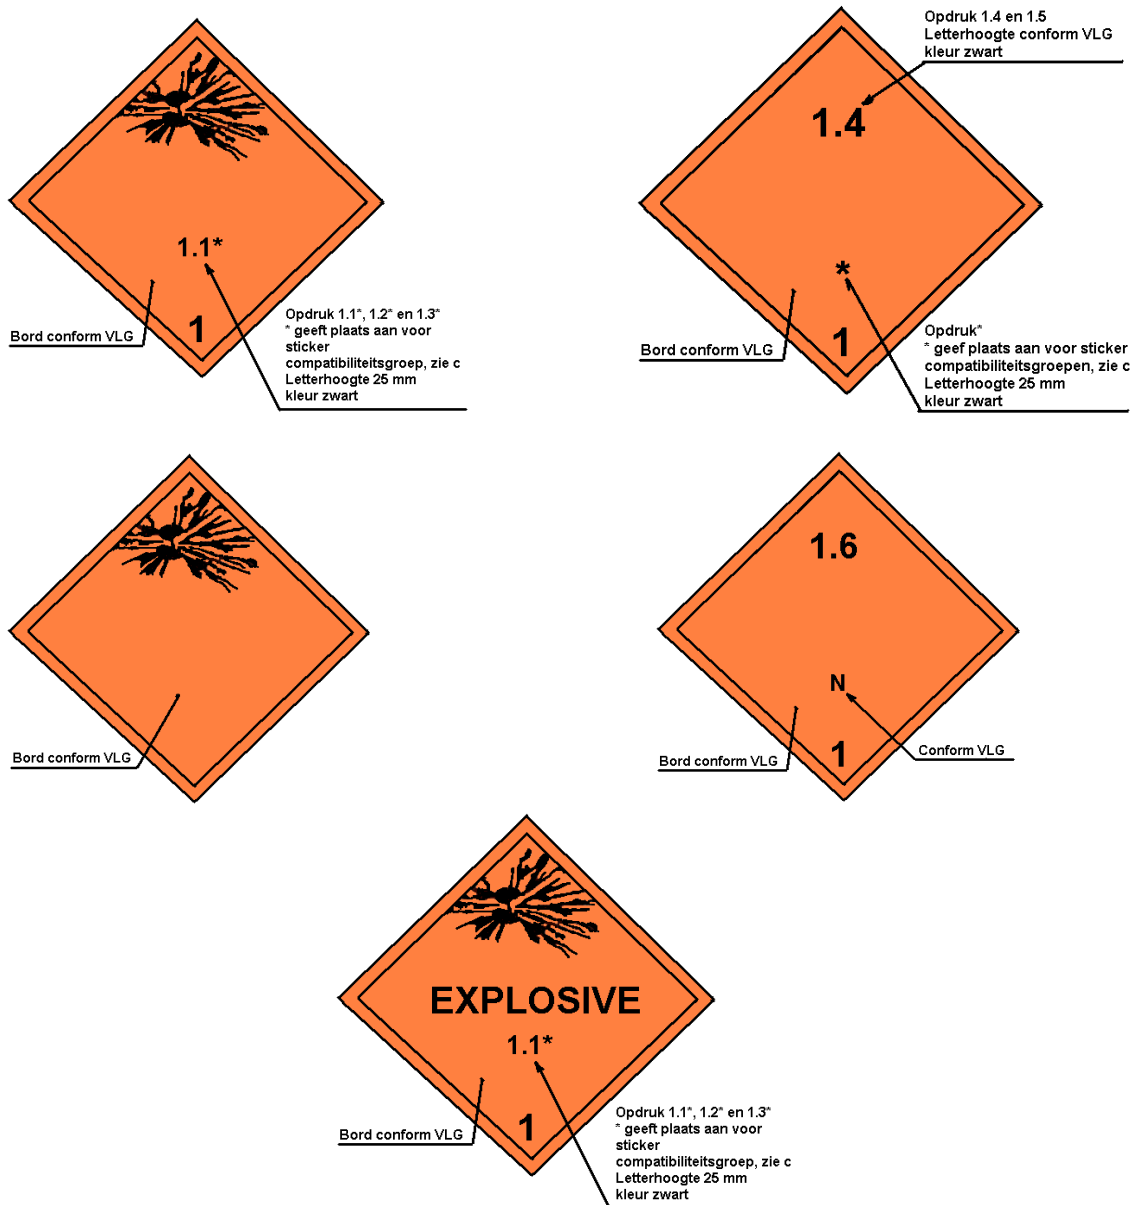 1.1*
1
Bord conform VLG
Opdruk 1.1*, 1.2* en 1.3*
* geeft plaats aan voor
sticker
compatibiliteitsgroep, zie c
Letterhoogte 25 mm
kleur zwart
Opdruk 1.4 en 1.5
Letterhoogte conform VLG
kleur zwart
1.4
*
1
Bord conform VLG
Opdruk*
* geef plaats aan voor sticker
compatibiliteitsgroepen, zie c
Letterhoogte 25 mm
kleur zwart
Bord conform VLG
1.6
N
1
Bord conform VLG
Conform VLG
EXPLOSIVE
1.1*
1
Bord conform VLG
Opdruk 1.1*, 1.2* en 1.3*
* geeft plaats aan voor
sticker
compatibiliteitsgroep, zie c
Letterhoogte 25 mm
kleur zwart